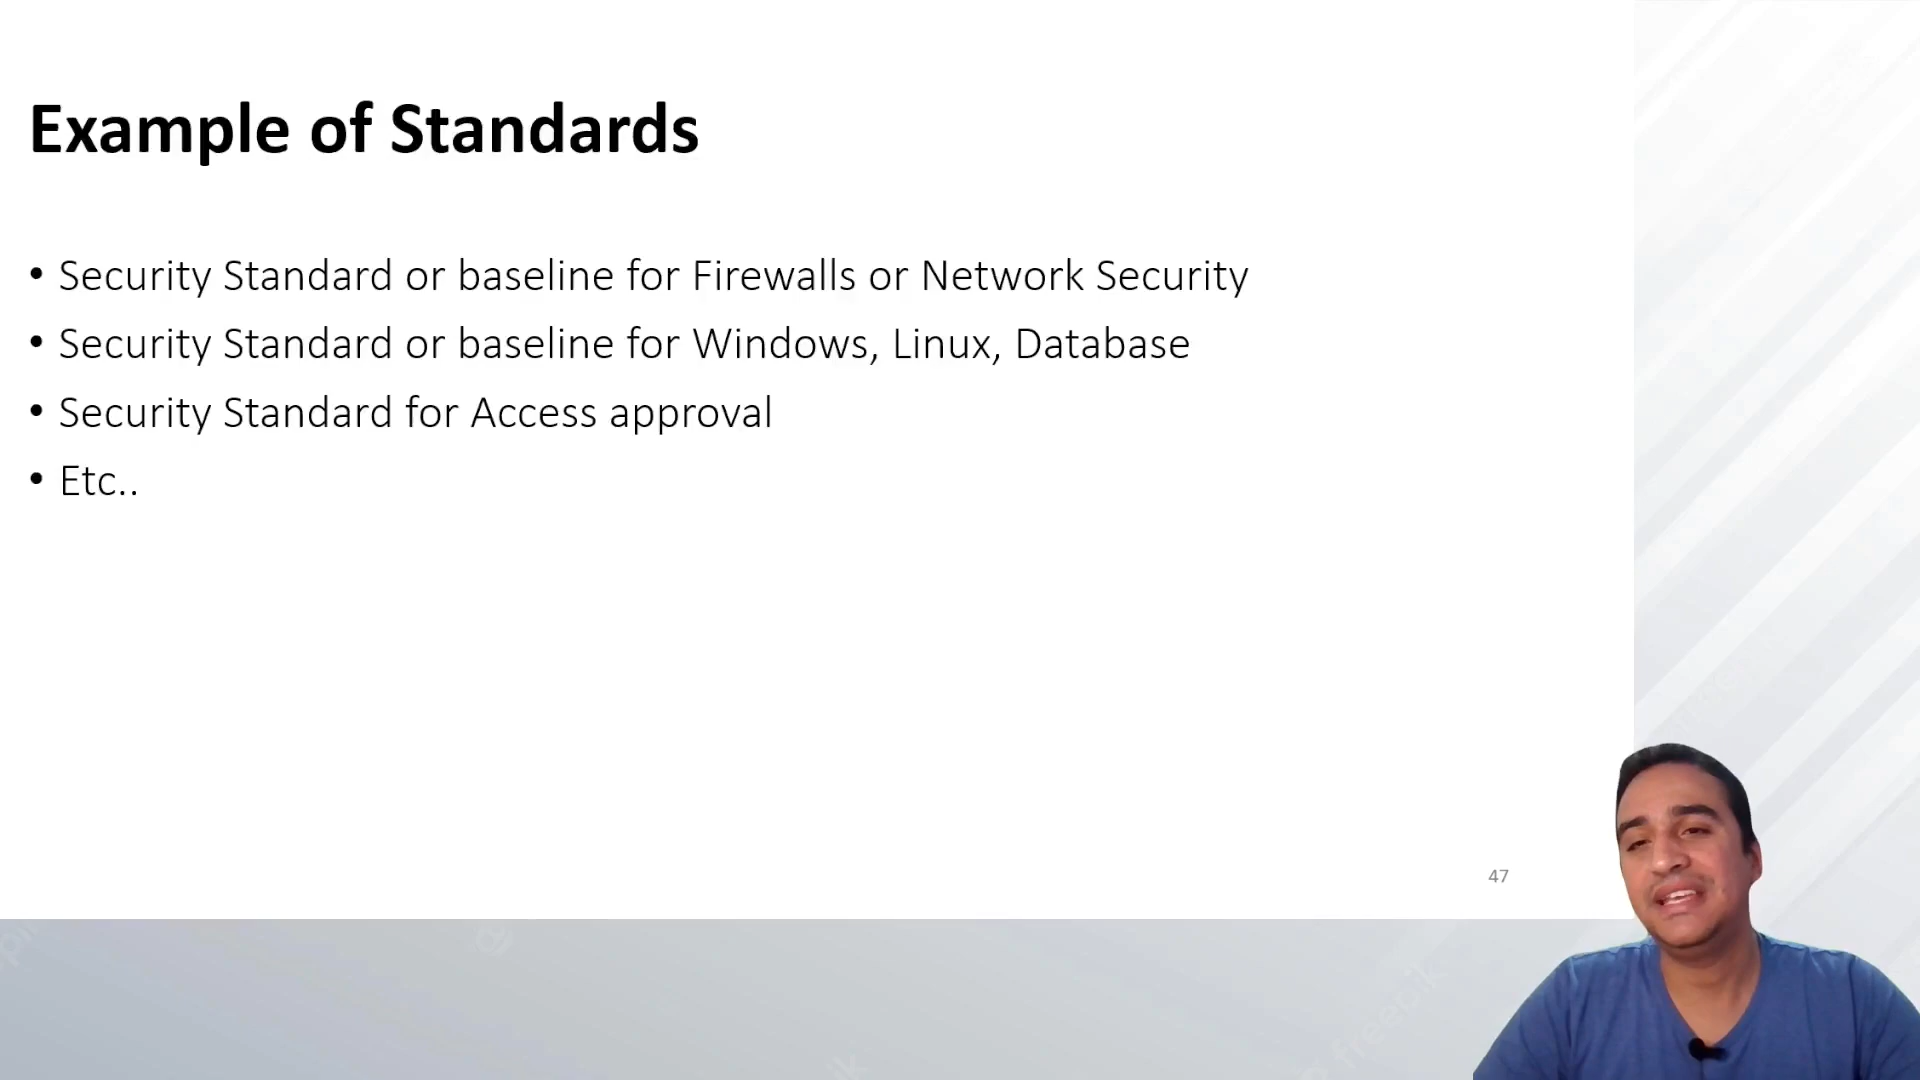 Example of Standards
• Security Standard or baseline for Firewalls or Network Security
• Security Standard or baseline for Windows, Linux, Database
• Security Standard for Access approval
• Etc..
47
freepik